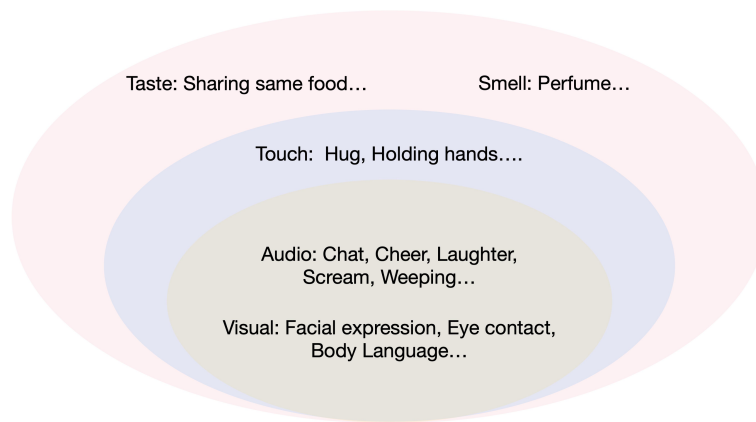 Taste: Sharing same food…
Smell: Perfume…
Touch:  Hug, Holding hands….
Audio: Chat, Cheer, Laughter,
Scream, Weeping…
Visual: Facial expression, Eye contact,
Body Language…